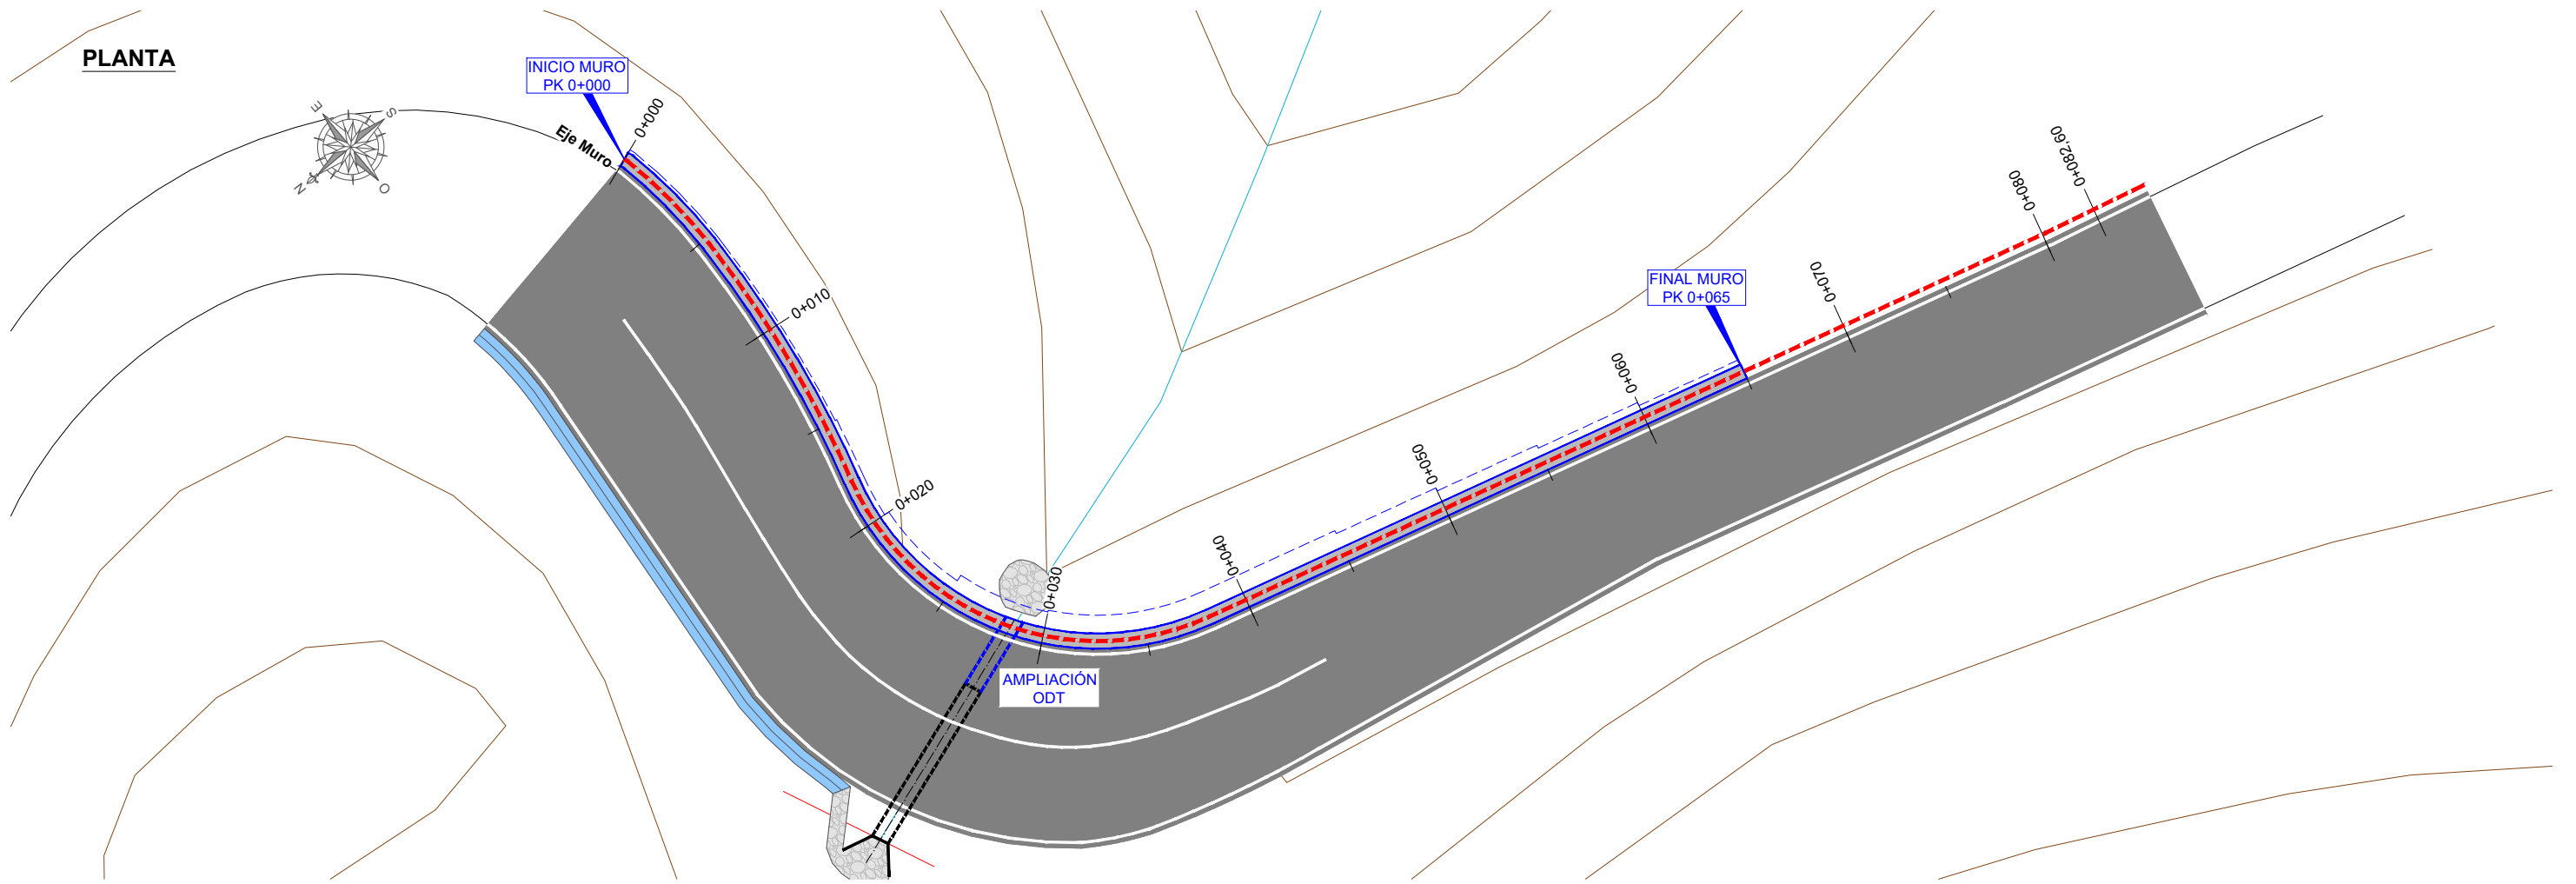 PLANTA
INICIO MURO
PK 0+000
0+000
Eje Muro
E
S
N
O
0+010
0+020
0+030
0+040
0+050
0+060
0+070
0+080
0+082,60
FINAL MURO
PK 0+065
AMPLIACIÓN
ODT